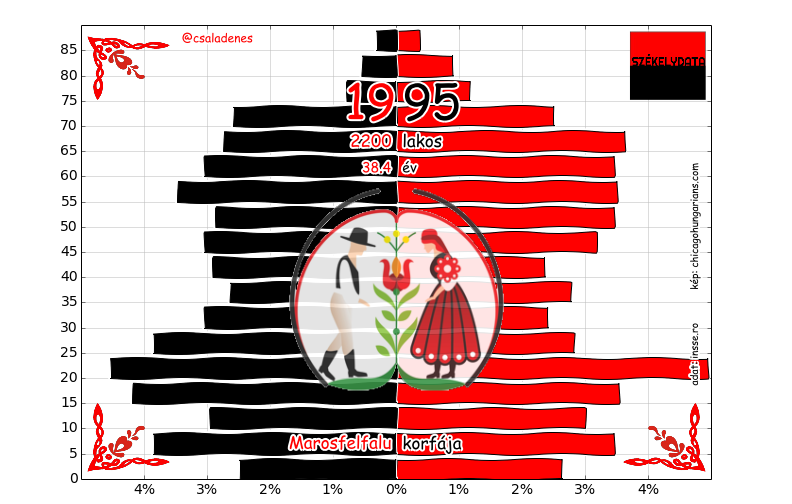 @csaladenes
SZÉKELYDATA
1995
2200 lakos
38.4 év
kép: chicagohungarians.com
adat: insse.ro
Marosfelfalu korfája
85
80
75
70
65
60
55
50
45
40
35
30
25
20
15
10
5
0
4% 3% 2% 1% 0% 1% 2% 3% 4%